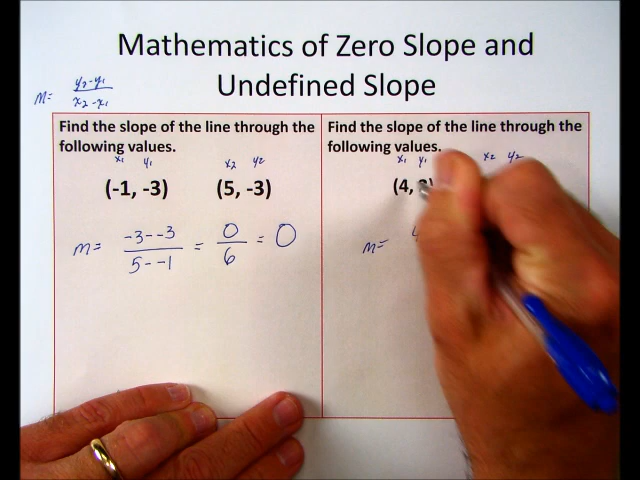 Mathematics of Zero Slope and
Undefined Slope
m= y2-y1
x2-x1
Find the slope of the line through the
following values.
x1 y1 x2 y2
(-1, -3) (5, -3)
m= -3--3 = 0 = 0
5--1 6
Find the slope of the line through the
following values.
x1 y1 x2 y2
(4,
m=